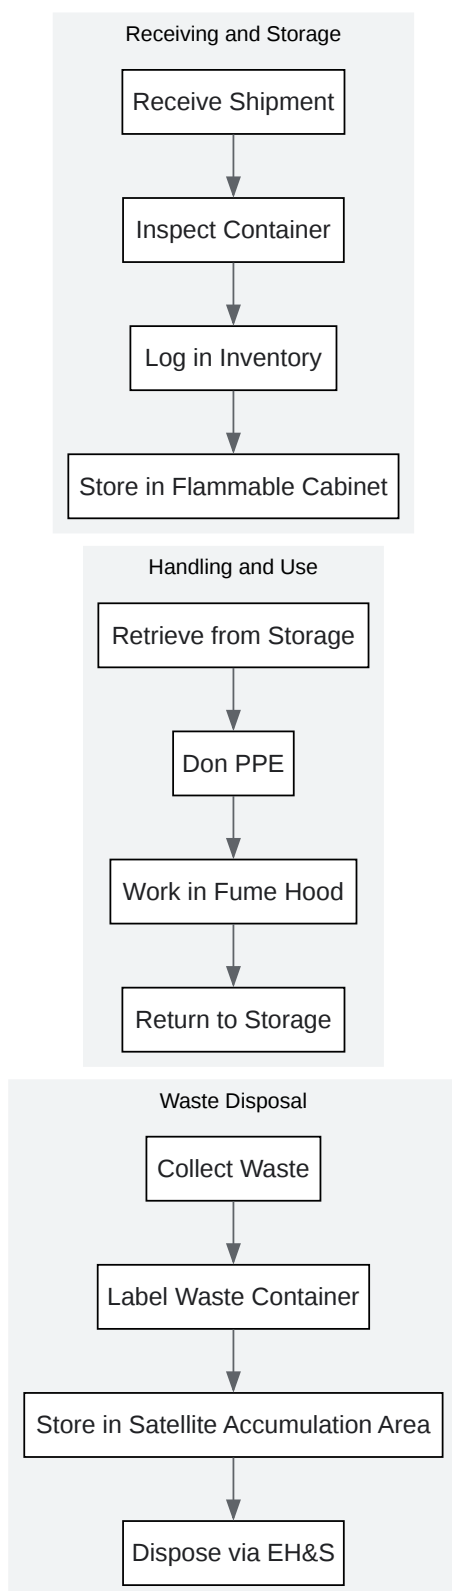 Receiving and Storage
Receive Shipment
Inspect Container
Log in Inventory
Store in Flammable Cabinet
Handling and Use
Retrieve from Storage
Don PPE
Work in Fume Hood
Return to Storage
Waste Disposal
Collect Waste
Label Waste Container
Store in Satellite Accumulation Area
Dispose via EH&S